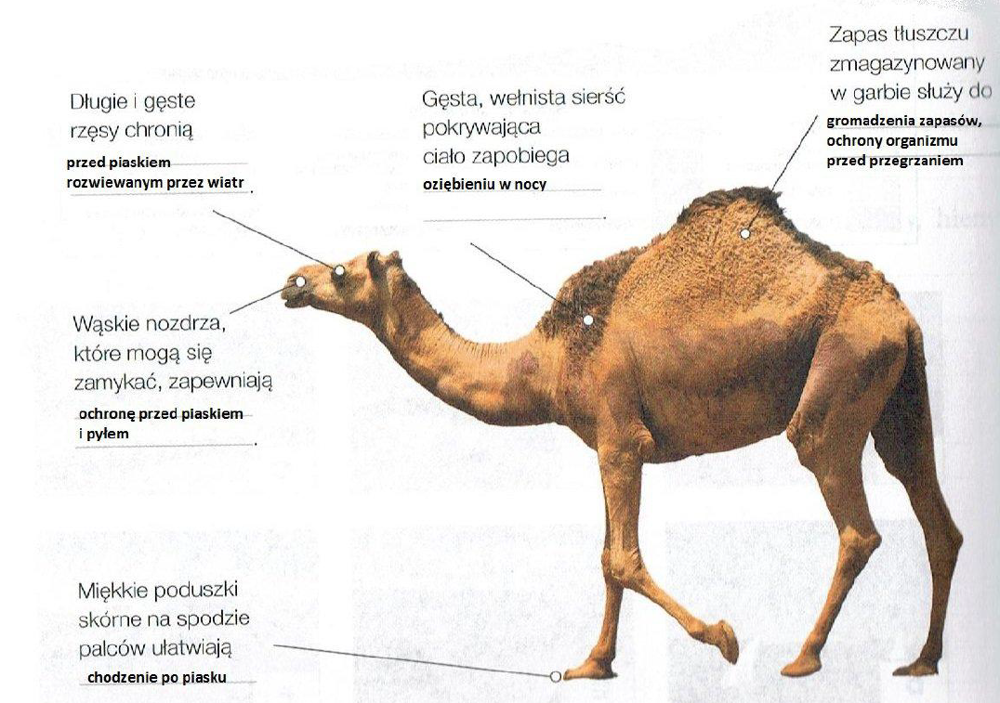 Długie i gęste
rzęsy chronią
przed piaskiem
rozwiewanym przez wiatr.
Gęsta, wełnista sierść
pokrywająca
ciało zapobiega
oziębieniu w nocy
.
Zapas tłuszczu
zmagazynowany
w garbie służy do
gromadzenia zapasów,
ochrony organizmu
przed przegrzaniem
Wąskie nozdrza,
które mogą się
zamykać, zapewniają
ochronę przed piaskiem
i pyłem.
Miękkie poduszki
skórne na spodzie
palców ułatwiają
chodzenie po piasku